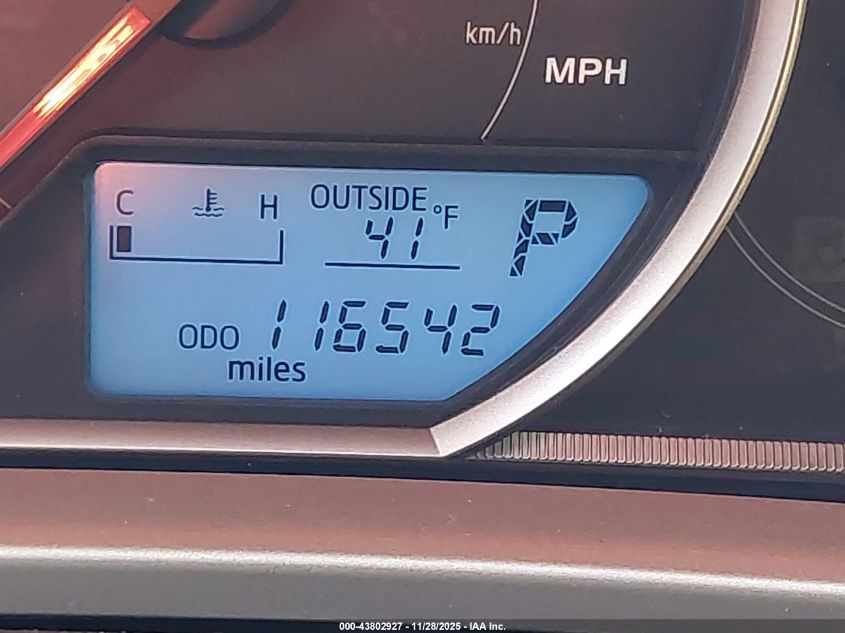 km/h
MPH
C H OUTSIDE °F P
41
ODO 116542
miles
000-43802927 - 11/28/2025 - IAA Inc.